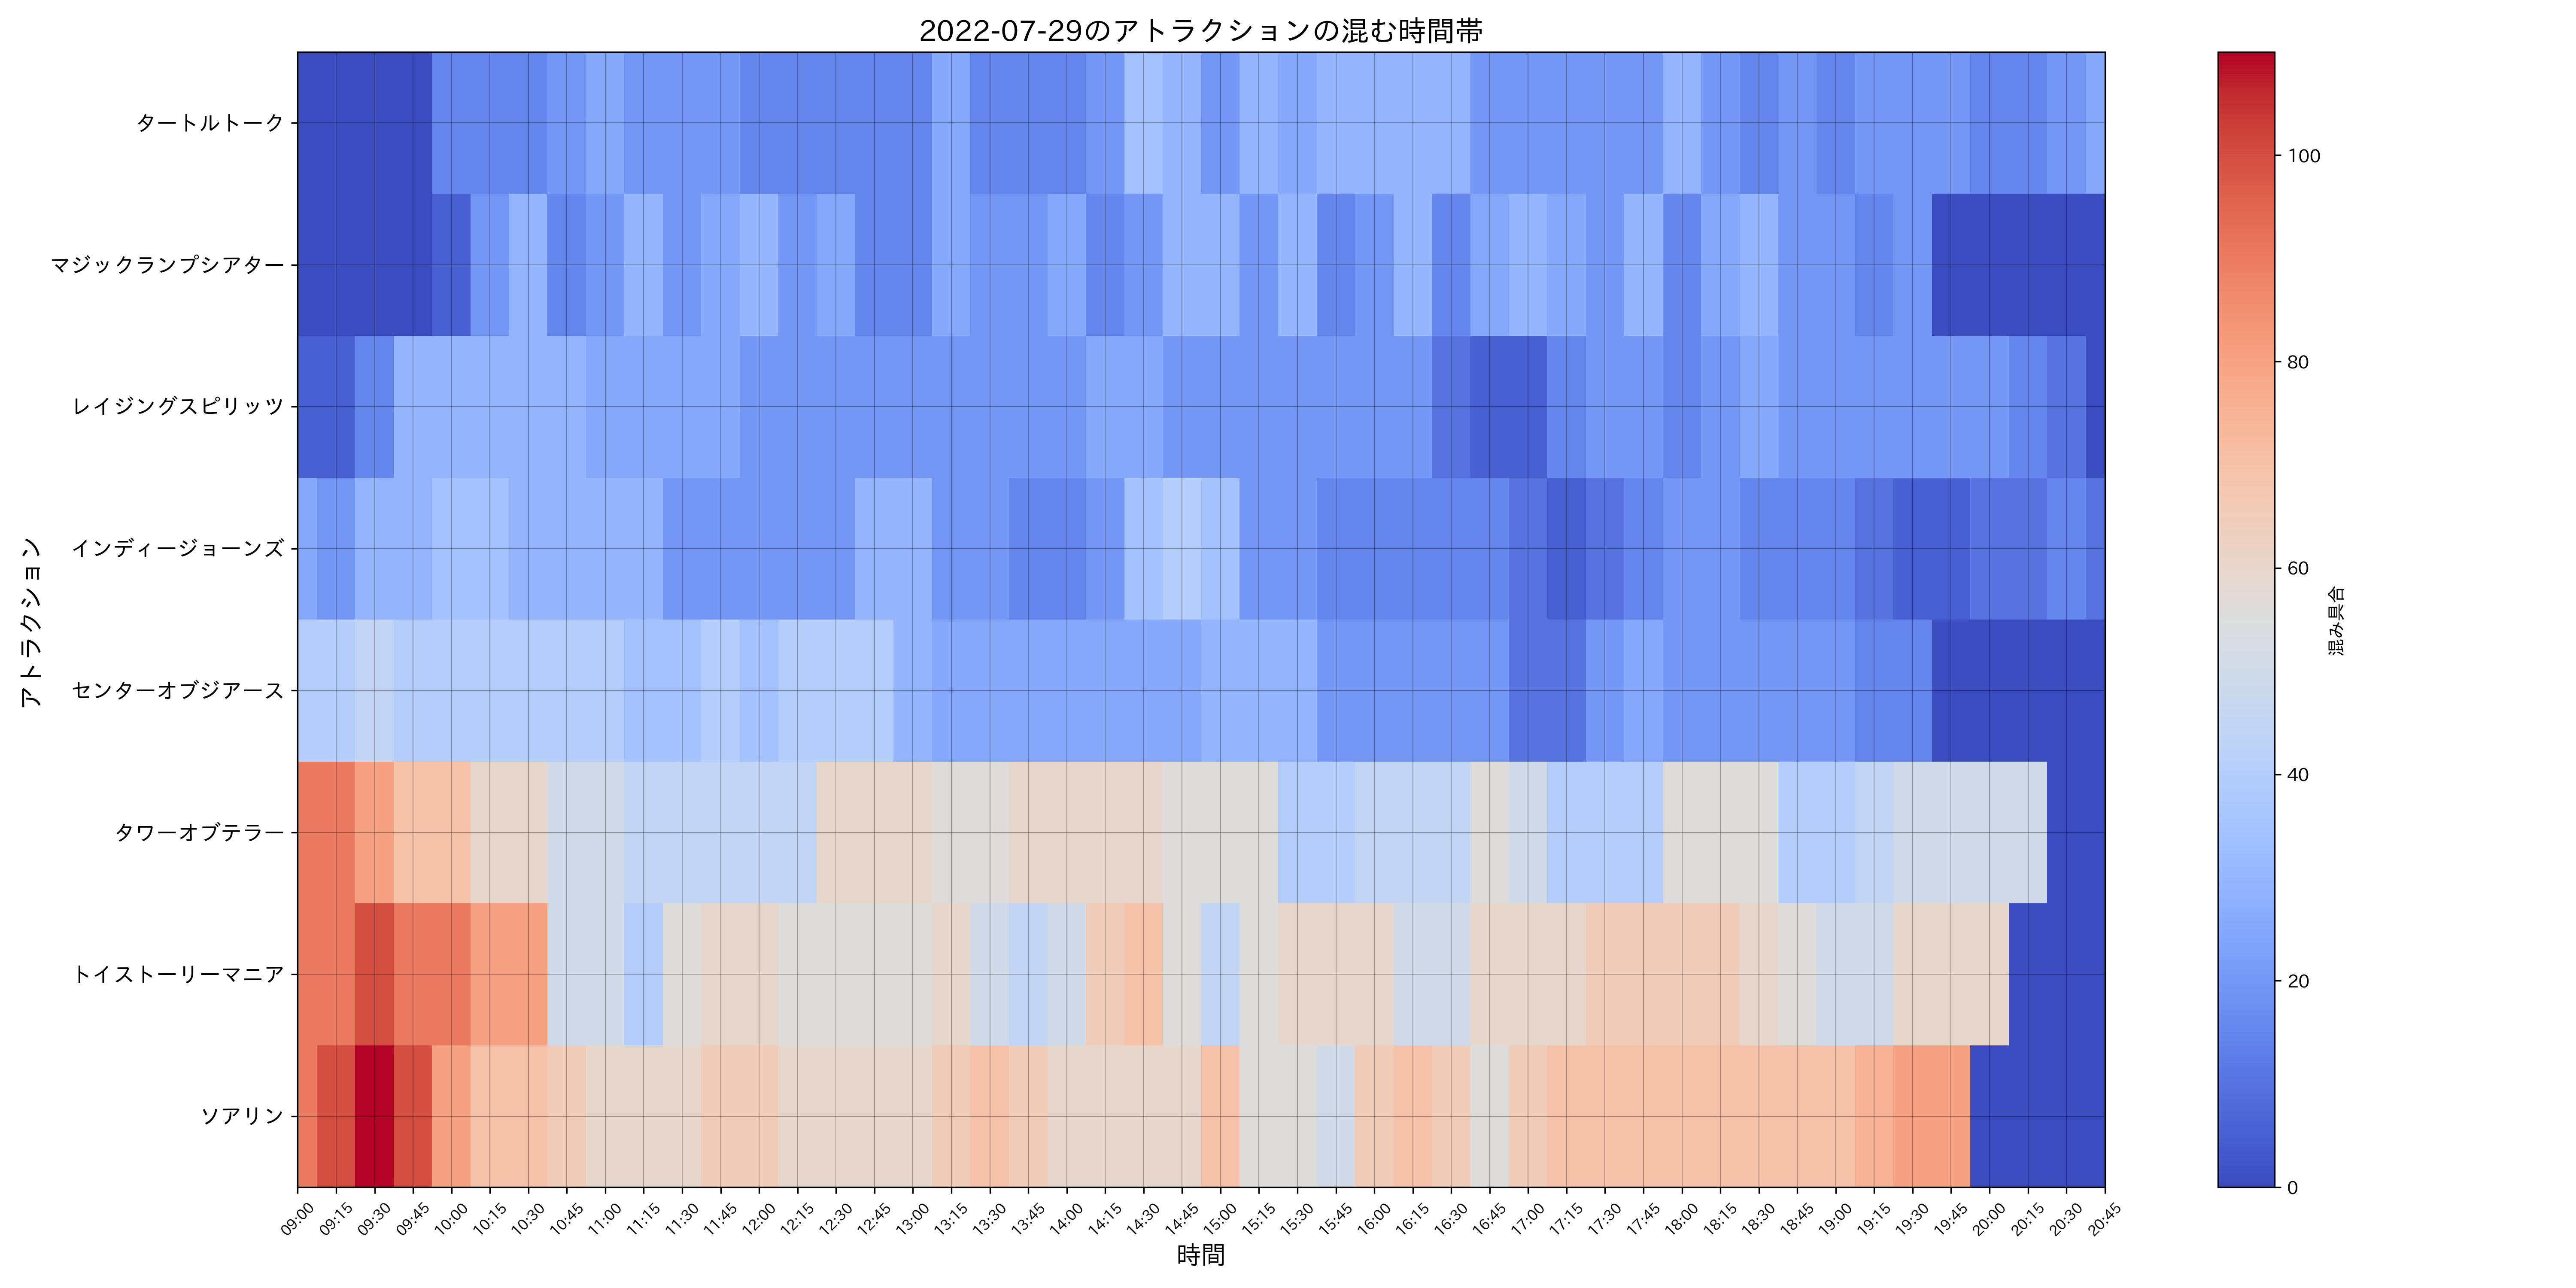 2022-07-29のアトラクションの混む時間帯
アトラクション
タートルトーク
マジックランプシアター
レイジングスピリッツ
インディージョーンズ
センターオブジアース
タワーオブテラー
トイストーリーマニア
ソアリン
09:00 09:15 09:30 09:45 10:00 10:15 10:30 10:45 11:00 11:15 11:30 11:45 12:00 12:15 12:30 12:45 13:00 13:15 13:30 13:45 14:00 14:15 14:30 14:45 15:00 15:15 15:30 15:45 16:00 16:15 16:30 16:45 17:00 17:15 17:30 17:45 18:00 18:15 18:30 18:45 19:00 19:15 19:30 19:45 20:00 20:15 20:30 20:45
時間
100
80
60
40
20
0
混み具合